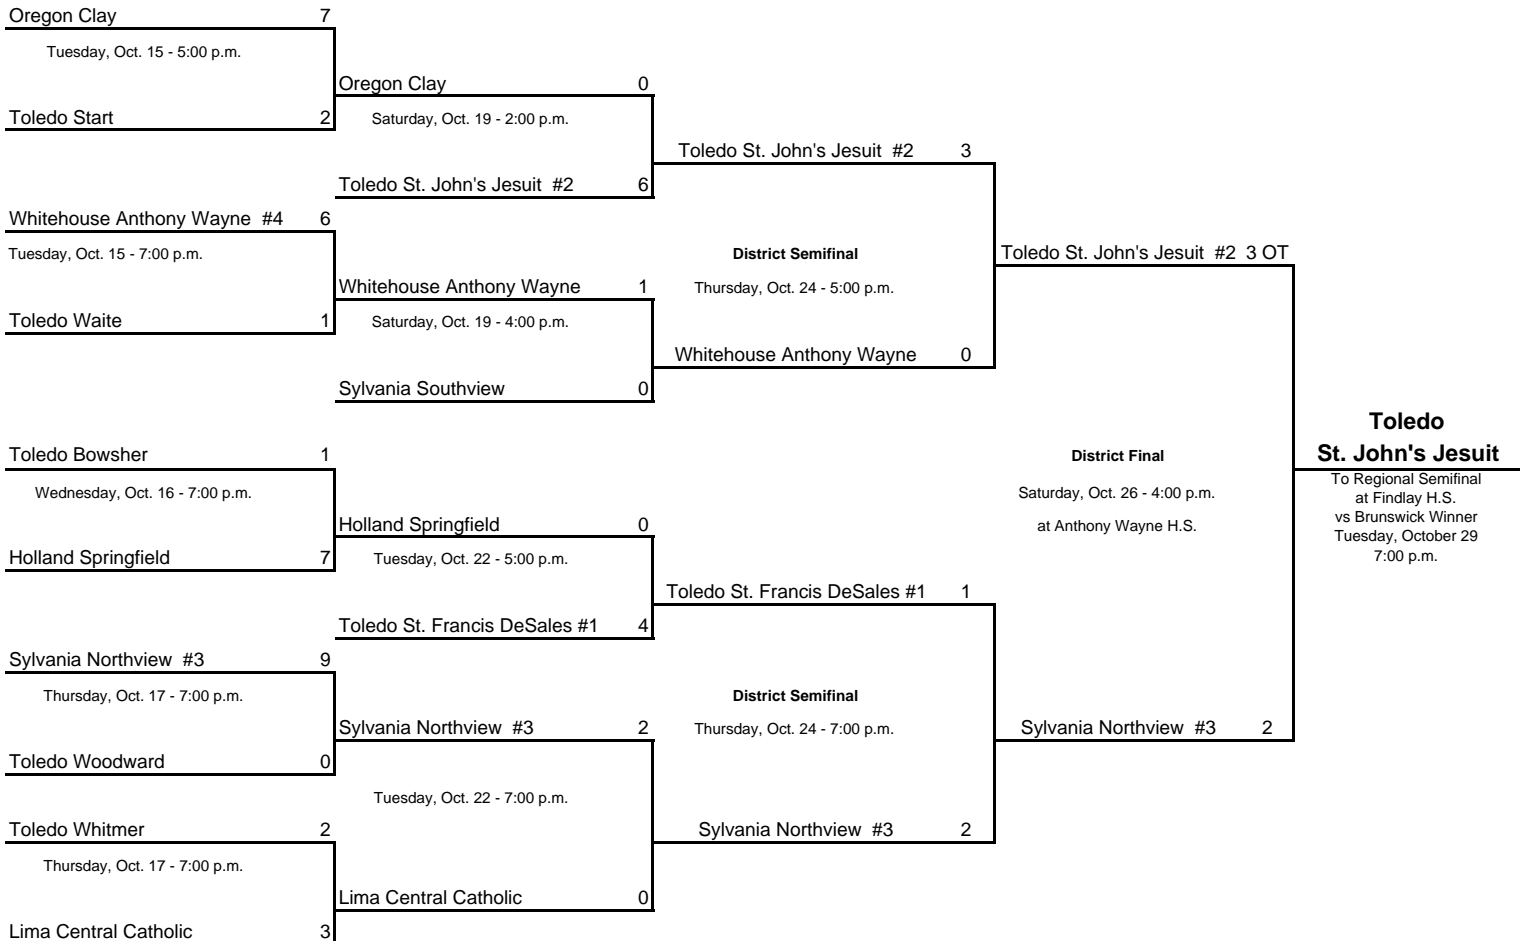 Oregon Clay 7
Tuesday, Oct. 15 - 5:00 p.m.
Toledo Start 2
Whitehouse Anthony Wayne #4 6
Tuesday, Oct. 15 - 7:00 p.m.
Toledo Waite 1
Toledo Bowsher 1
Wednesday, Oct. 16 - 7:00 p.m.
Holland Springfield 7
Sylvania Northview #3 9
Thursday, Oct. 17 - 7:00 p.m.
Toledo Woodward 0
Toledo Whitmer 2
Thursday, Oct. 17 - 7:00 p.m.
Lima Central Catholic 3
Oregon Clay 0
Saturday, Oct. 19 - 2:00 p.m.
Toledo St. John's Jesuit #2 6
Whitehouse Anthony Wayne 1
Saturday, Oct. 19 - 4:00 p.m.
Sylvania Southview 0
Holland Springfield 0
Tuesday, Oct. 22 - 5:00 p.m.
Toledo St. Francis DeSales #1 4
Sylvania Northview #3 2
Tuesday, Oct. 22 - 7:00 p.m.
Lima Central Catholic 0
Toledo St. John's Jesuit #2 3
District Semifinal
Thursday, Oct. 24 - 5:00 p.m.
Whitehouse Anthony Wayne 0
Toledo St. Francis DeSales #1 1
District Semifinal
Thursday, Oct. 24 - 7:00 p.m.
Sylvania Northview #3 2
Toledo St. John's Jesuit #2 3 OT
District Final
Saturday, Oct. 26 - 4:00 p.m.
at Anthony Wayne H.S.
Sylvania Northview #3 2
Toledo
St. John's Jesuit
To Regional Semifinal
at Findlay H.S.
vs Brunswick Winner
Tuesday, October 29
7:00 p.m.